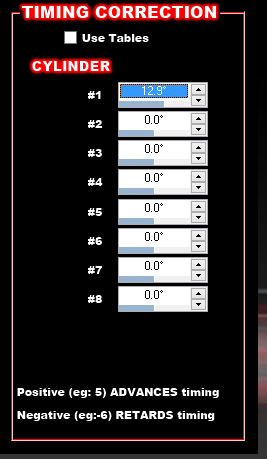 TIMING CORRECTION
Use Tables
CYLINDER
#1 12.9°
#2 0.0°
#3 0.0°
#4 0.0°
#5 0.0°
#6 0.0°
#7 0.0°
#8 0.0°
Positive (eg: 5) ADVANCES timing
Negative (eg:-6) RETARDS timing